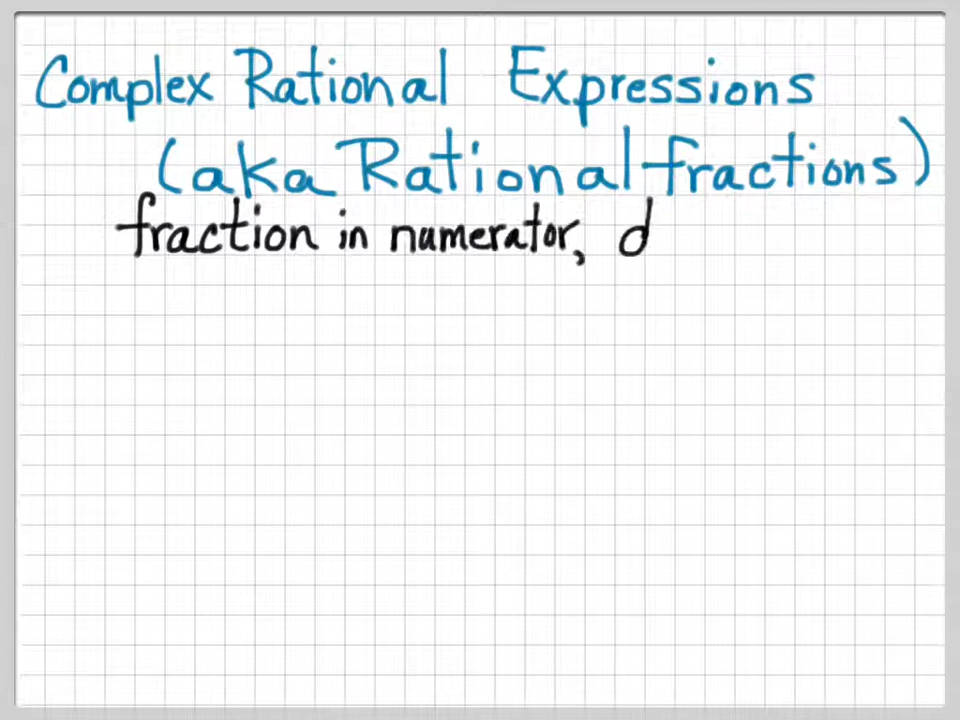 Complex Rational Expressions
(aka Rational fractions)
fraction in numerator, d